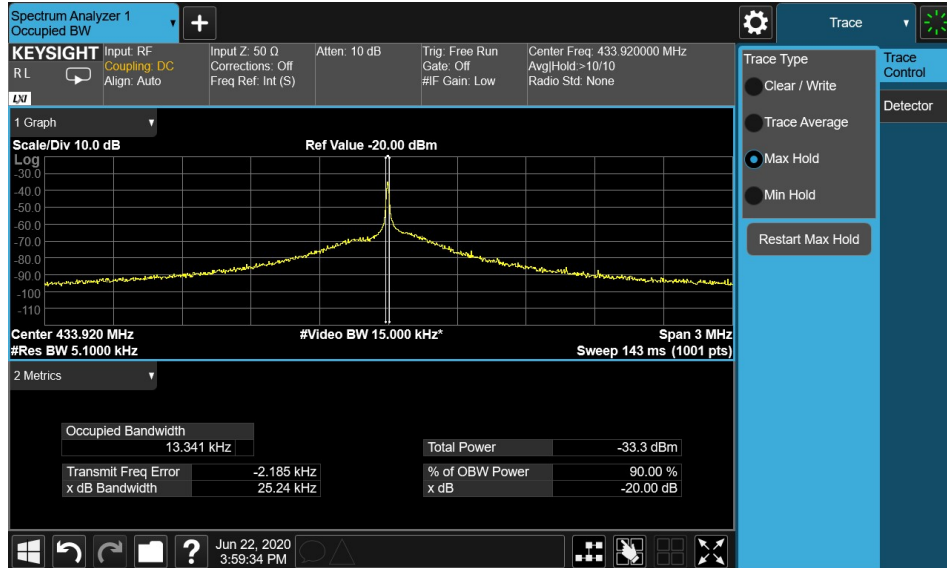 Spectrum Analyzer 1
Occupied BW
+
Trace
KEYSIGHT
R L
LXI
Input: RF
Coupling: DC
Align: Auto
Input Z: 50 Ω
Corrections: Off
Freq Ref: Int (S)
Atten: 10 dB
Trig: Free Run
Gate: Off
#IF Gain: Low
Center Freq: 433.920000 MHz
Avg|Hold:>10/10
Radio Std: None
Trace Type
Clear / Write
Trace Average
Max Hold
Min Hold
Restart Max Hold
Trace
Control
Detector
1 Graph
Scale/Div 10.0 dB
Ref Value -20.00 dBm
Log
-30.0
-40.0
-50.0
-60.0
-70.0
-80.0
-90.0
-100
-110
Center 433.920 MHz
#Video BW 15.000 kHz*
Span 3 MHz
#Res BW 5.1000 kHz
Sweep 143 ms (1001 pts)
2 Metrics
Occupied Bandwidth
13.341 kHz
Total Power -33.3 dBm
Transmit Freq Error -2.185 kHz
% of OBW Power 90.00 %
x dB Bandwidth 25.24 kHz
x dB -20.00 dB
?
Jun 22, 2020
3:59:34 PM